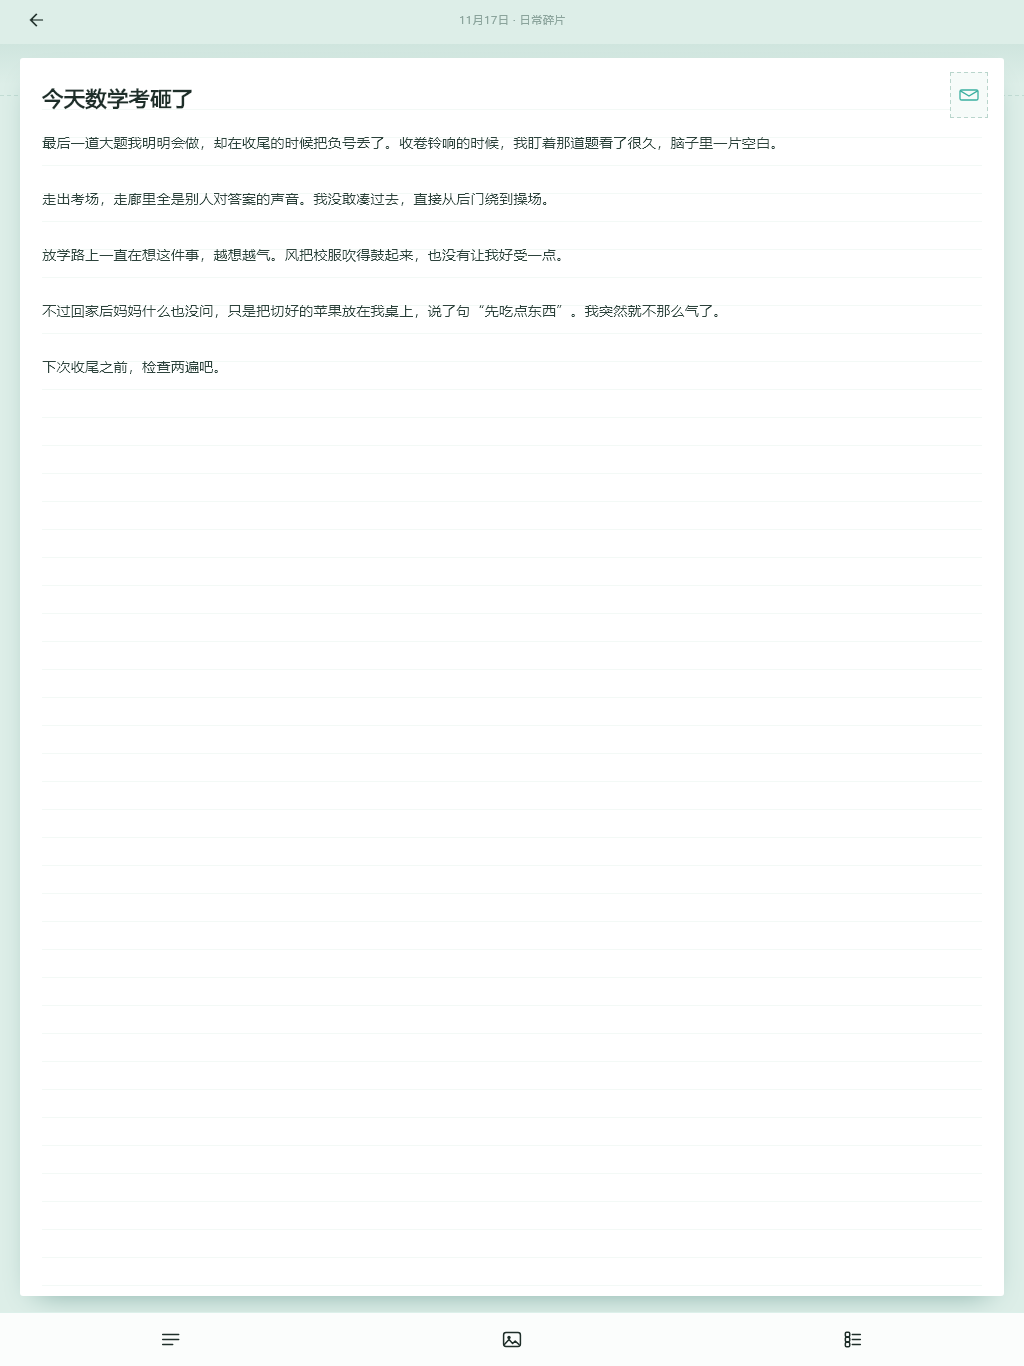 11月17日 · 日常碎片
今天数学考砸了
最后一道大题我明明会做，却在收尾的时候把负号丢了。收卷铃响的时候，我盯着那道题看了很久，脑子里一片空白。
走出考场，走廊里全是别人对答案的声音。我没敢凑过去，直接从后门绕到操场。
放学路上一直在想这件事，越想越气。风把校服吹得鼓起来，也没有让我好受一点。
不过回家后妈妈什么也没问，只是把切好的苹果放在我桌上，说了句“先吃点东西”。我突然就不那么气了。
下次收尾之前，检查两遍吧。